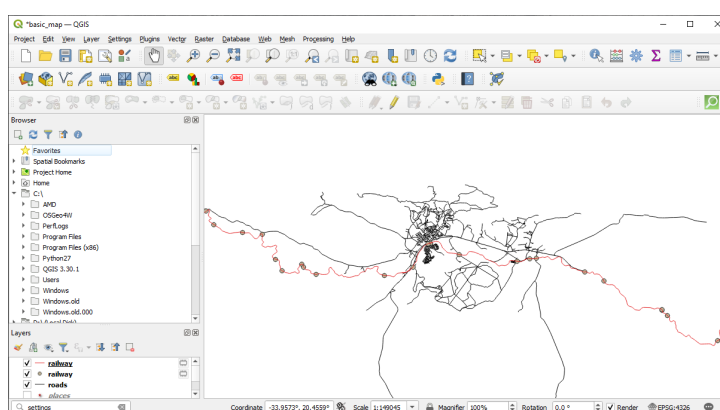 *basic_map — QGIS
Project Edit View Layer Settings Plugins Vector Raster Database Web Mesh Processing Help
abc abc abc
Browser
Favorites
Spatial Bookmarks
Project Home
Home
C:\
AMD
OSGeo4W
PerfLogs
Program Files
Program Files (x86)
Python27
QGIS 3.30.1
Users
Windows
Windows.old
Windows.old.000
Layers
railway
railway
roads
places
settings
Coordinate -33.9573°, 20.4559° Scale 1:149045 Magnifier 100% Rotation 0,0 ° Render EPSG:4326